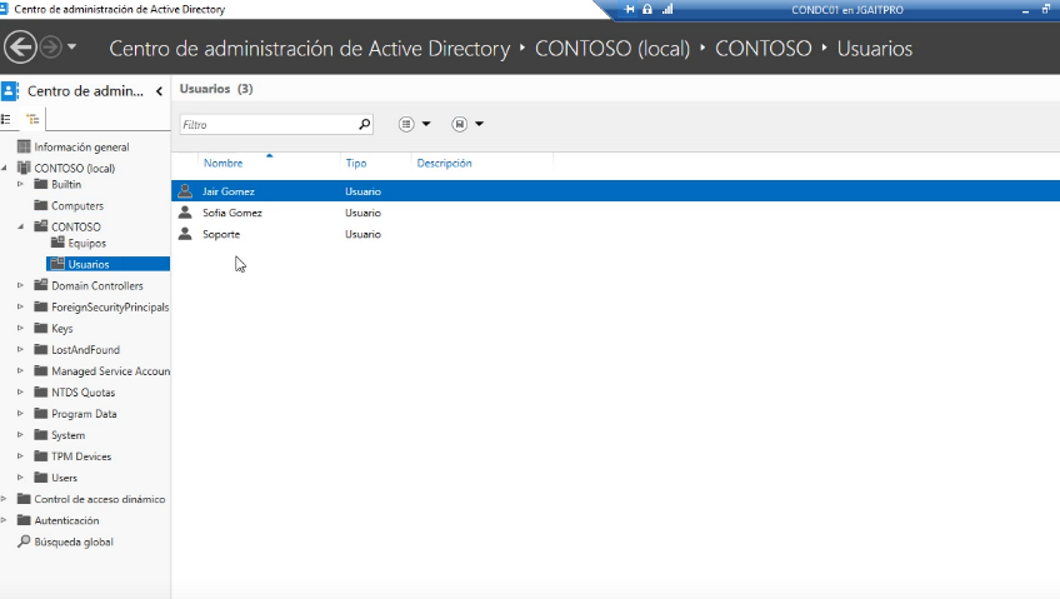 Centro de administración de Active Directory
CONDC01 en JGAITPRO
Centro de administración de Active Directory ‣ CONTOSO (local) ‣ CONTOSO ‣ Usuarios
Centro de admin...
Usuarios (3)
Filtro
Nombre Tipo Descripción
Jair Gomez Usuario
Sofia Gomez Usuario
Soporte Usuario
Información general
CONTOSO (local)
Builtin
Computers
CONTOSO
Equipos
Usuarios
Domain Controllers
ForeignSecurityPrincipals
Keys
LostAndFound
Managed Service Accoun
NTDS Quotas
Program Data
System
TPM Devices
Users
Control de acceso dinámico
Autenticación
Búsqueda global